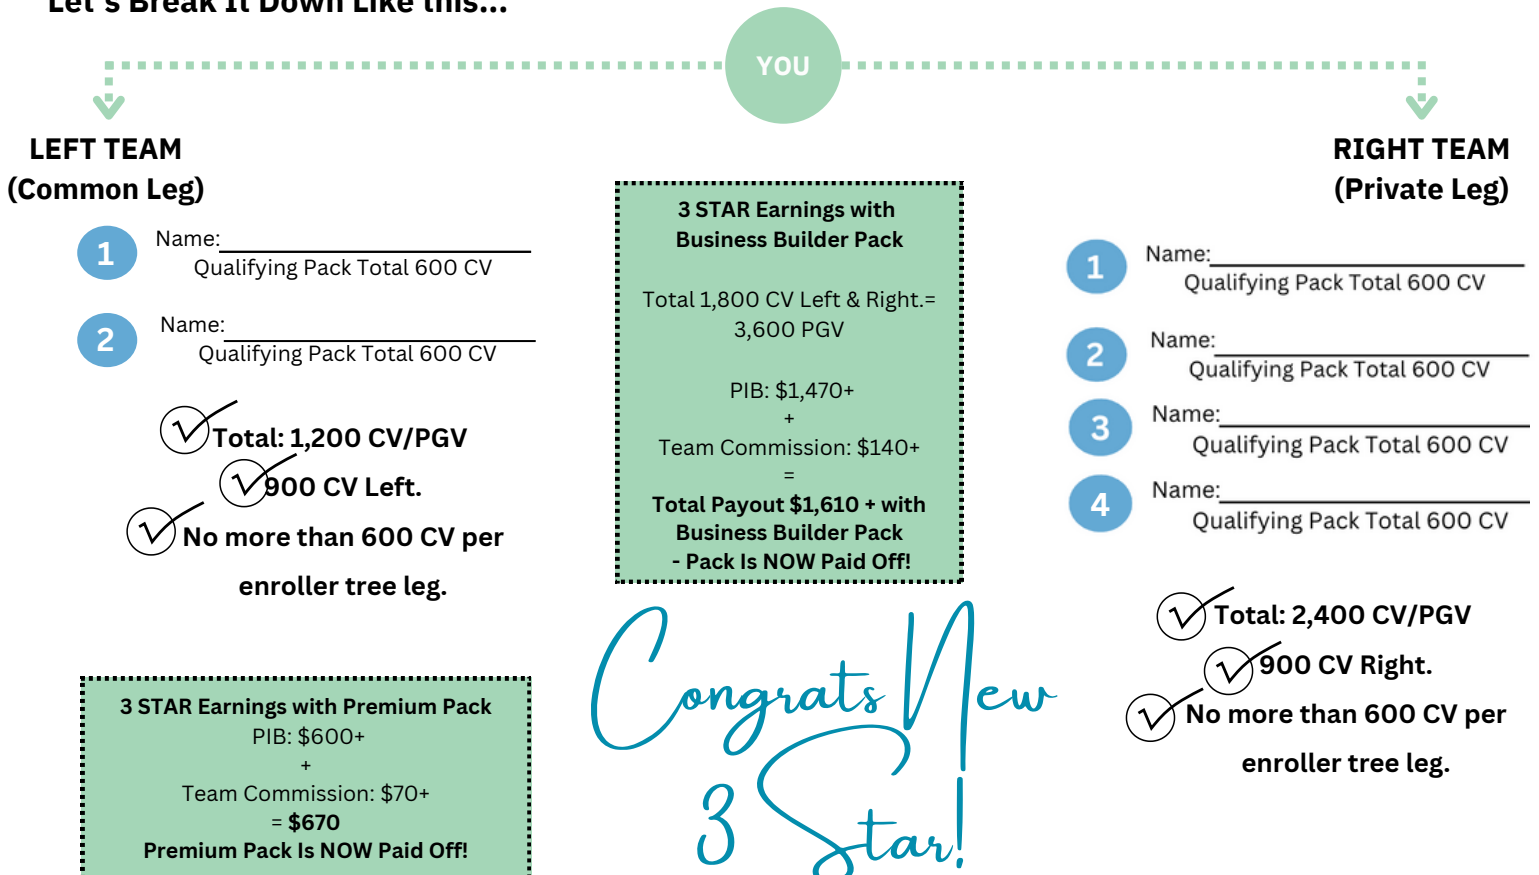 Let's Break It Down Like this...
YOU
LEFT TEAM
(Common Leg)
1
Name:
Qualifying Pack Total 600 CV
2
Name:
Qualifying Pack Total 600 CV
Total: 1,200 CV/PGV
900 CV Left.
No more than 600 CV per
enroller tree leg.
3 STAR Earnings with Premium Pack
PIB: $600+
+
Team Commission: $70+
= $670
Premium Pack Is NOW Paid Off!
3 STAR Earnings with
Business Builder Pack
Total 1,800 CV Left & Right.=
3,600 PGV
PIB: $1,470+
+
Team Commission: $140+
=
Total Payout $1,610 + with
Business Builder Pack
- Pack Is NOW Paid Off!
Congrats New
3 Star!
RIGHT TEAM
(Private Leg)
1
Name:
Qualifying Pack Total 600 CV
2
Name:
Qualifying Pack Total 600 CV
3
Name:
Qualifying Pack Total 600 CV
4
Name:
Qualifying Pack Total 600 CV
Total: 2,400 CV/PGV
900 CV Right.
No more than 600 CV per
enroller tree leg.